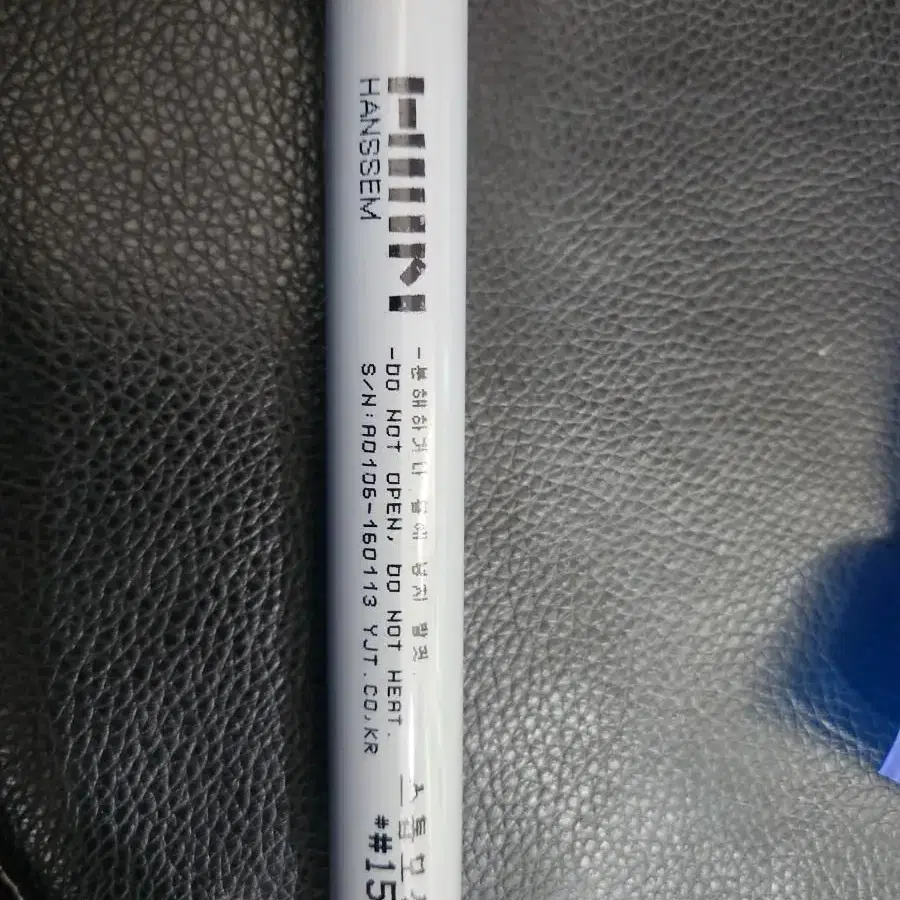 HANSSEM
-분해하거나 불에 넣지 말것.
-DO NOT OPEN, DO NOT HEAT.
S/N:A0106-160113 YJT.CO.KR
##15